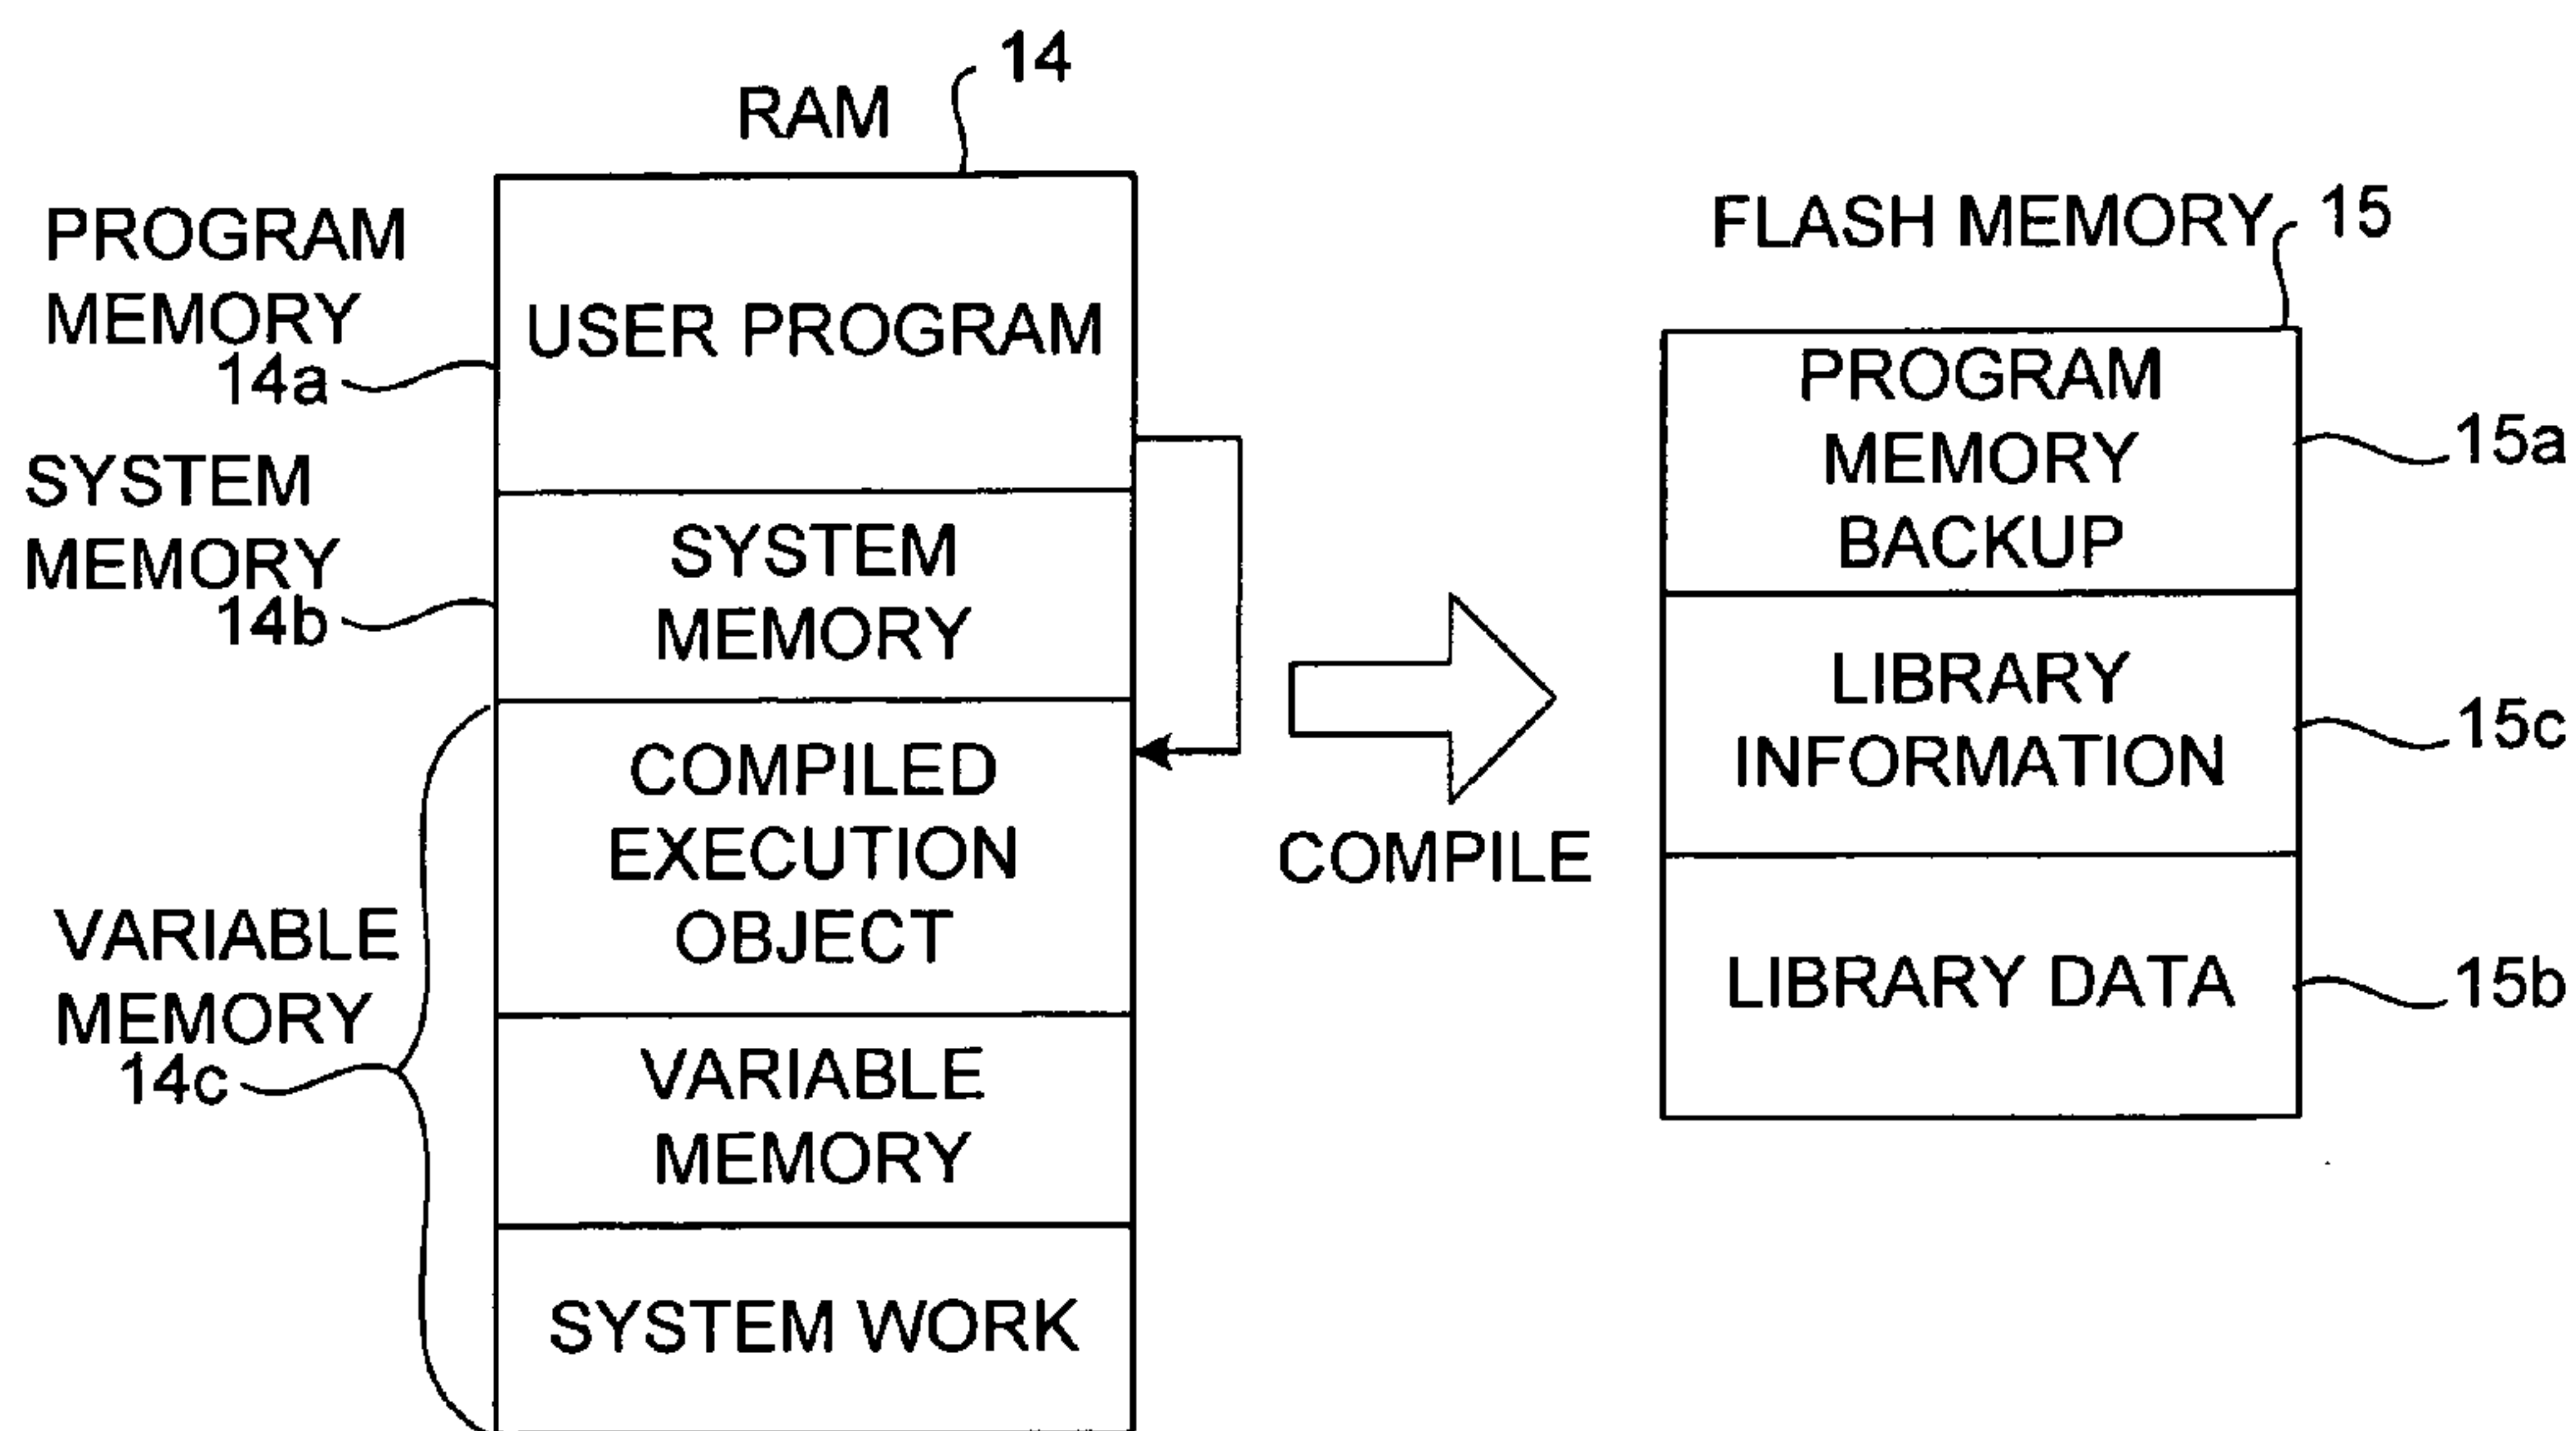 RAM
14
PROGRAM
MEMORY
14a
USER PROGRAM
SYSTEM
MEMORY
14b
SYSTEM
MEMORY
COMPILED
EXECUTION
OBJECT
VARIABLE
MEMORY
14c
VARIABLE
MEMORY
SYSTEM WORK
COMPILE
FLASH MEMORY
15
PROGRAM
MEMORY
BACKUP
15a
LIBRARY
INFORMATION
15c
LIBRARY DATA
15b